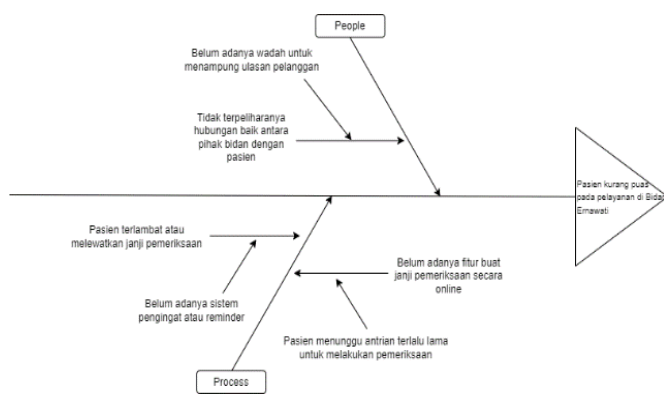 People
Belum adanya wadah untuk
menampung ulasan pelanggan
Tidak terpeliharanya
hubungan baik antara
pihak bidan dengan
pasien
Pasien kurang puas
pada pelayanan di Bidan
Ernawati
Pasien terlambat atau
melewatkan janji pemeriksaan
Belum adanya fitur buat
janji pemeriksaan secara
online
Belum adanya sistem
pengingat atau reminder
Pasien menunggu antrian terlalu lama
untuk melakukan pemeriksaan
Process